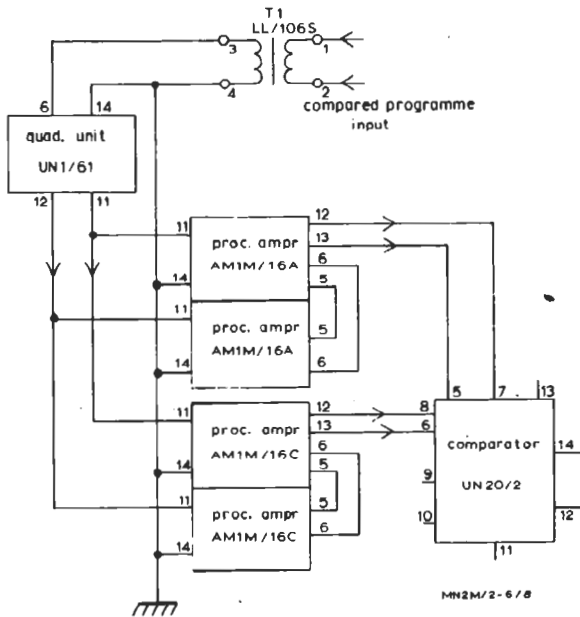 T1
LL/106S
3
1
4
2
compared programme
input
6
14
quad. unit
UN1/61
12
11
11
proc. ampr
AM1M/16A
12
13
6
5
14
11
proc. ampr
AM1M/16A
5
6
14
11
proc. ampr
AM1M/16C
12
13
6
5
14
11
proc. ampr
AM1M/16C
5
6
14
5
7
13
8
6
comparator
UN20/2
14
9
10
12
11
MN2M/2-6/8